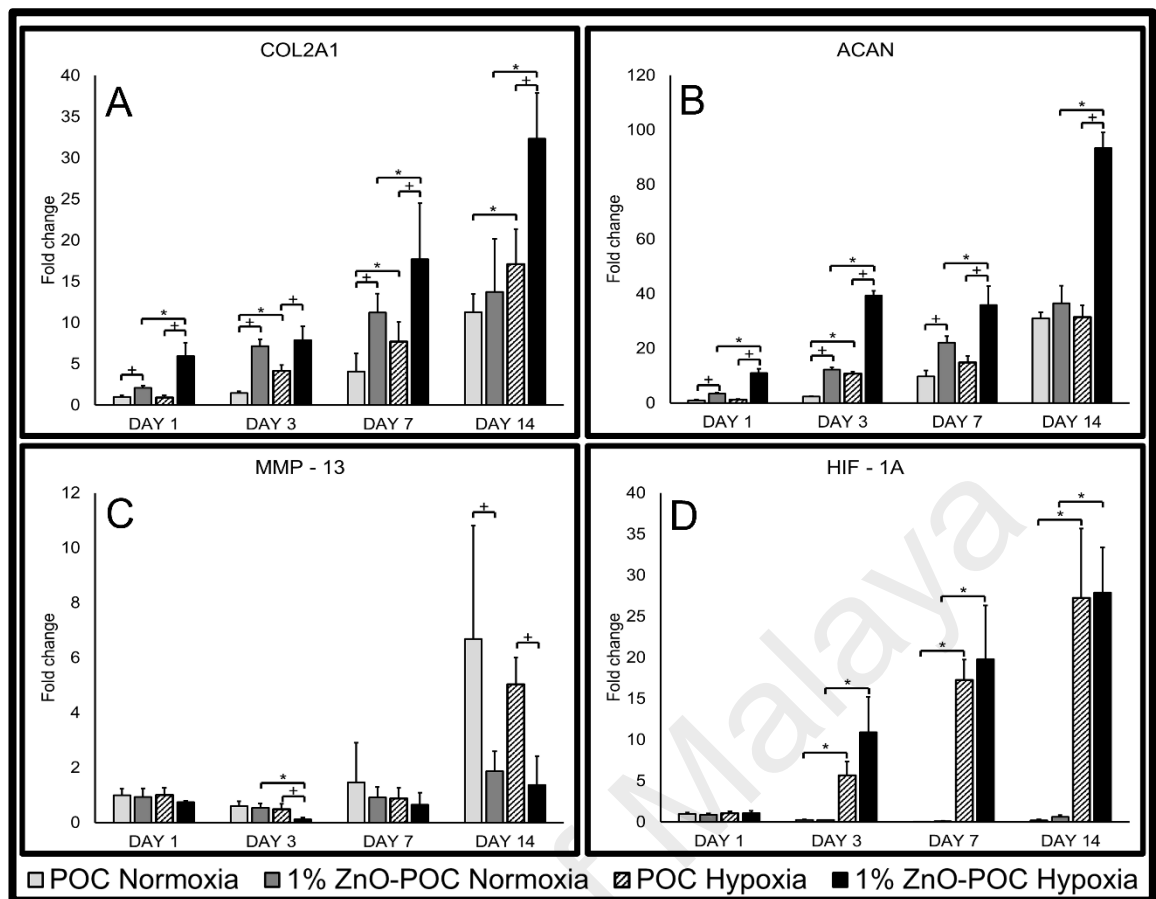 COL2A1
A
40
35
30
25
20
15
10
5
0
Fold change
* + * + * + + * + * + * + * * +
DAY 1 DAY 3 DAY 7 DAY 14
ACAN
B
120
100
80
60
40
20
0
Fold change
+ * + + * * + + * + * +
DAY 1 DAY 3 DAY 7 DAY 14
MMP - 13
C
12
10
8
6
4
2
0
Fold change
* + + +
DAY 1 DAY 3 DAY 7 DAY 14
HIF - 1A
D
40
35
30
25
20
15
10
5
0
Fold change
* * * * * *
DAY 1 DAY 3 DAY 7 DAY 14
POC Normoxia 1% ZnO-POC Normoxia POC Hypoxia 1% ZnO-POC Hypoxia
f Malaya